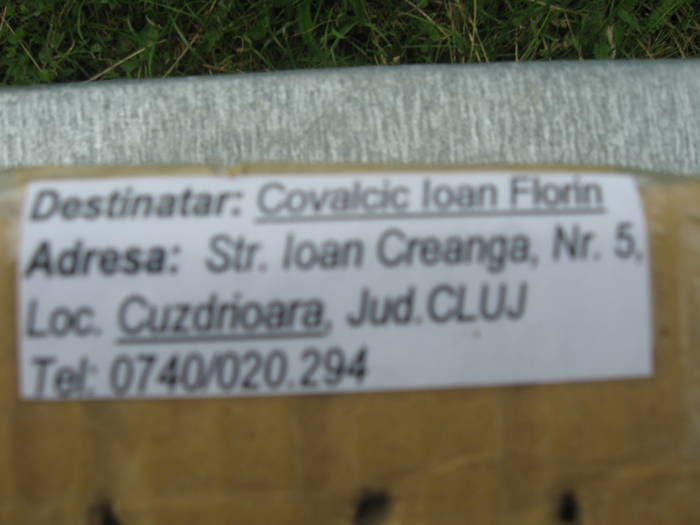 Destinatar: Covalcic Ioan Florin
Adresa: Str. Ioan Creanga, Nr. 5,
Loc. Cuzdrioara, Jud.CLUJ
Tel: 0740/020.294